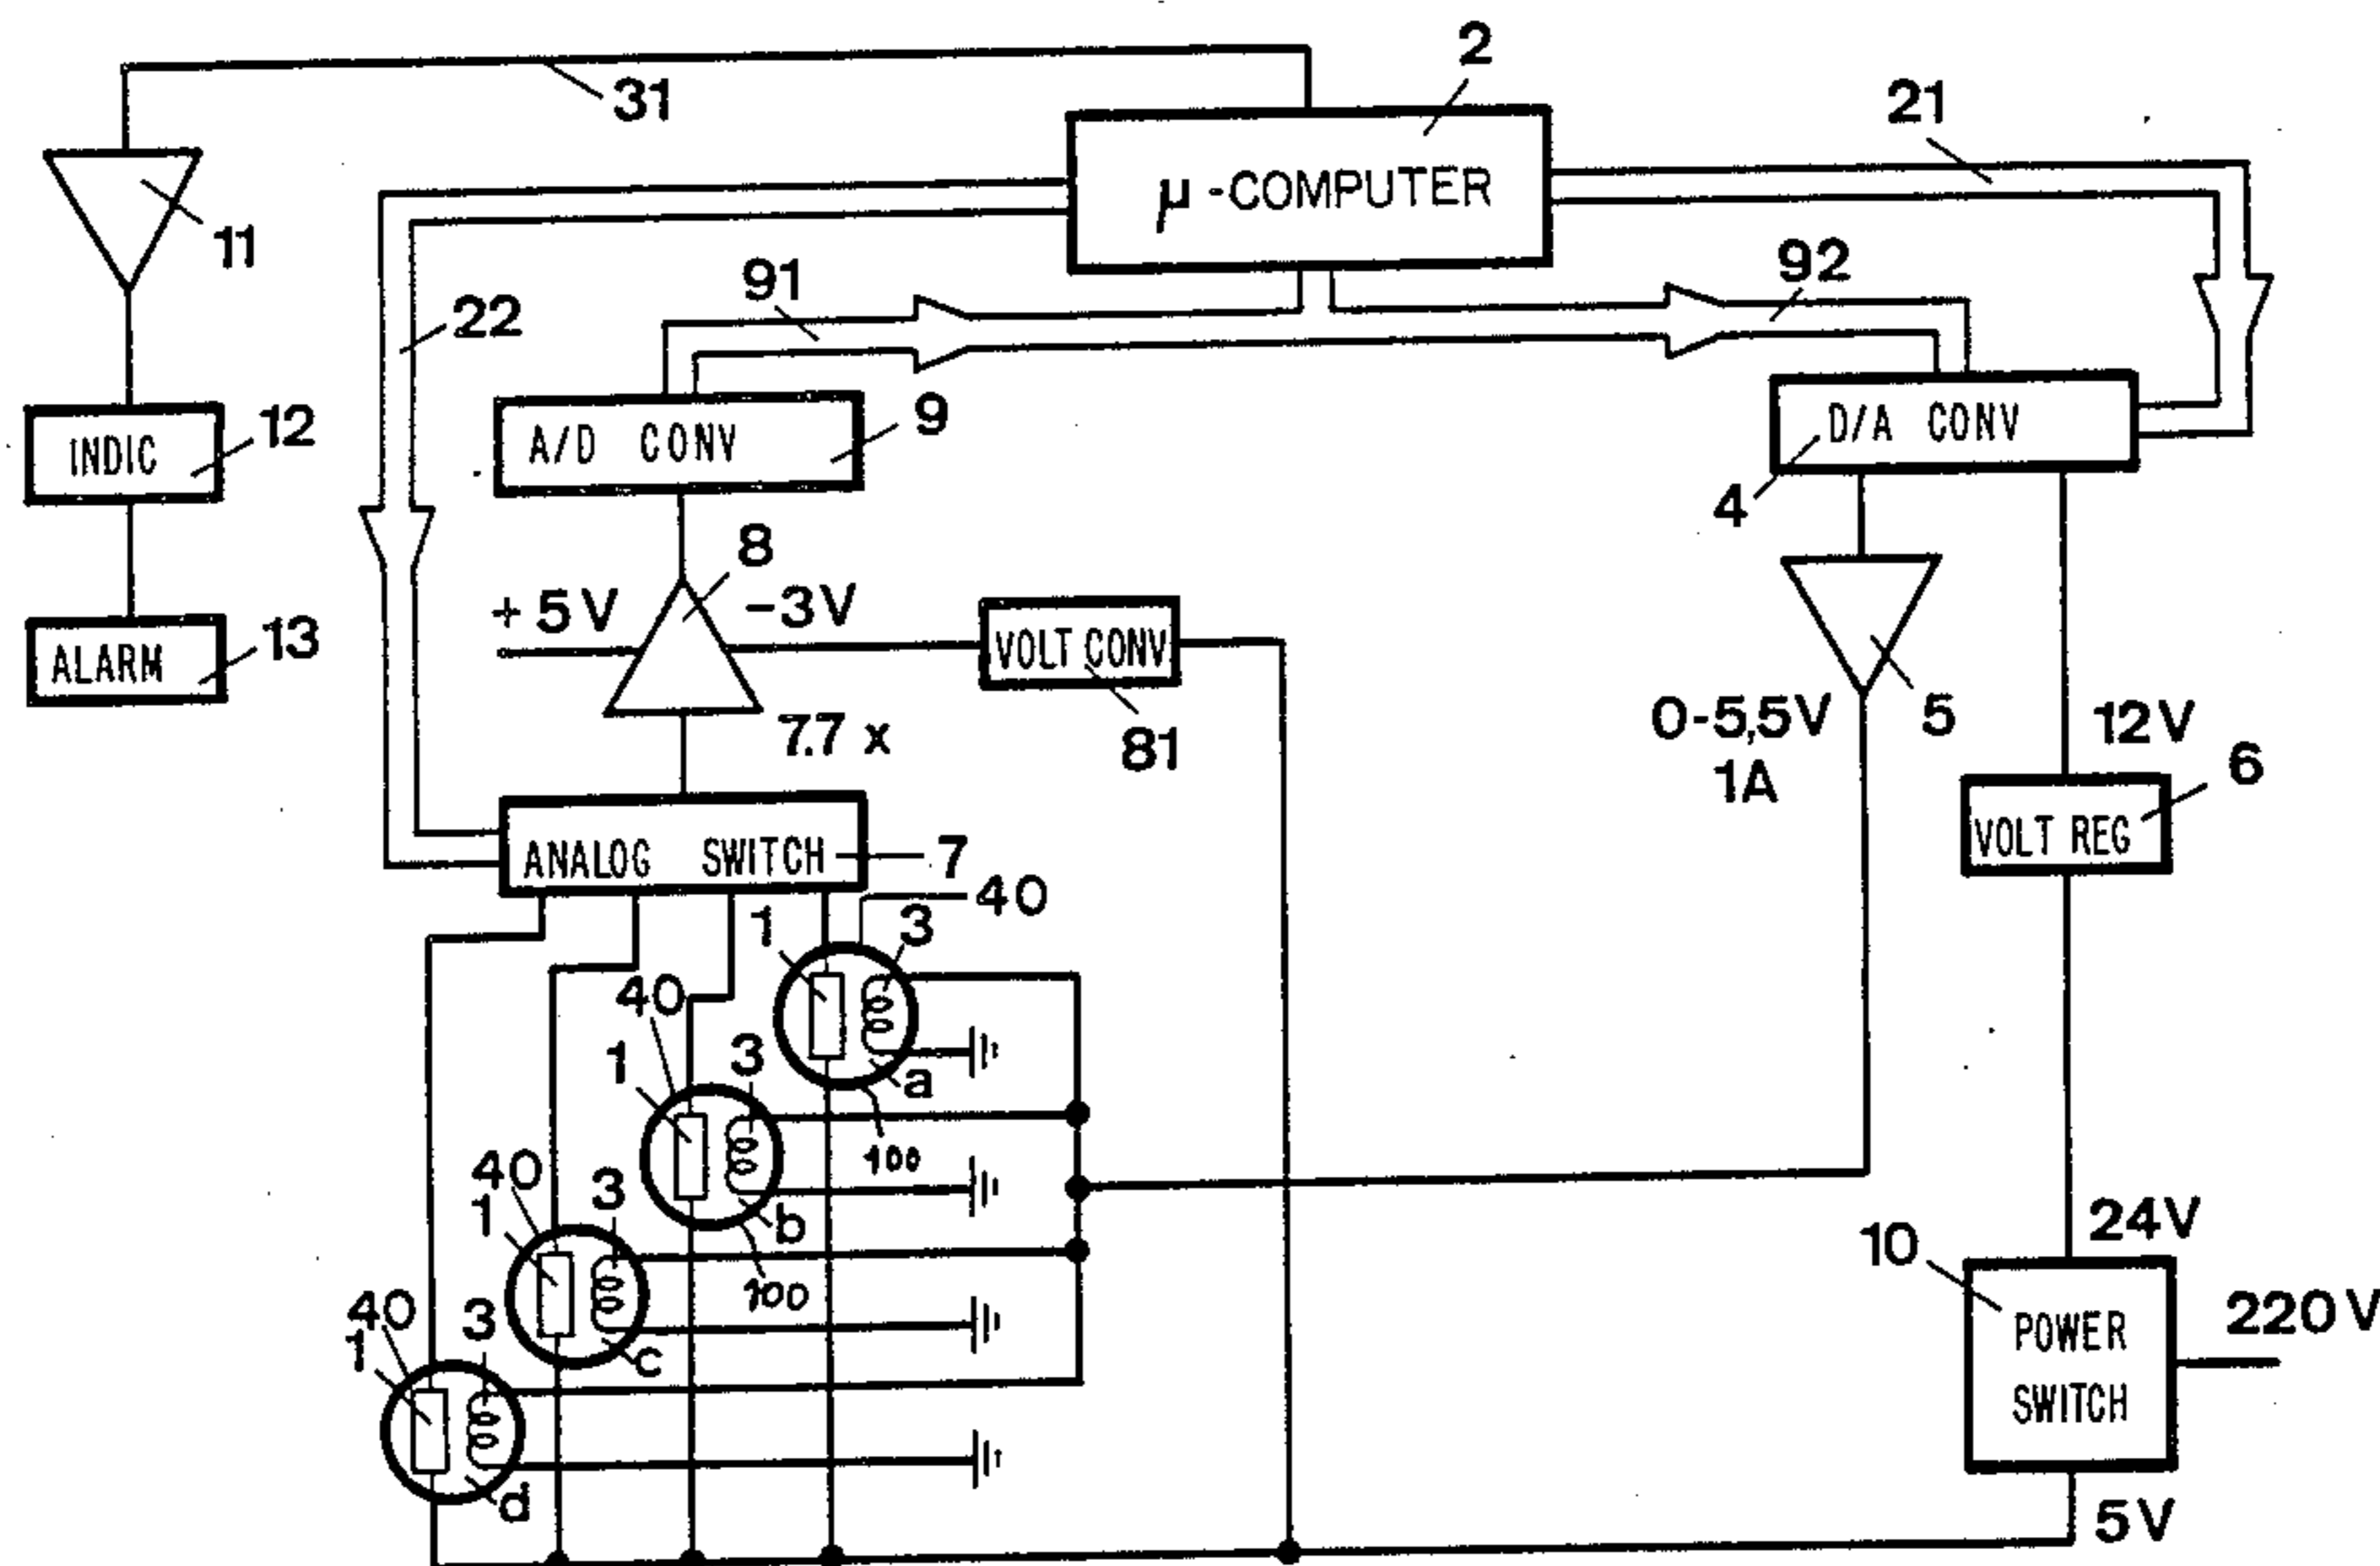 2
31
21
µ-COMPUTER
11
91
92
22
INDIC
12
A/D CONV
9
D/A CONV
4
8
+5V
-3V
ALARM
13
VOLT CONV
81
7.7 x
0-5,5V
1A
5
12V
6
VOLT REG
ANALOG SWITCH
7
40
1
3
a
100
40
1
3
b
100
40
1
3
c
40
1
3
d
24V
10
POWER
SWITCH
220V
5V